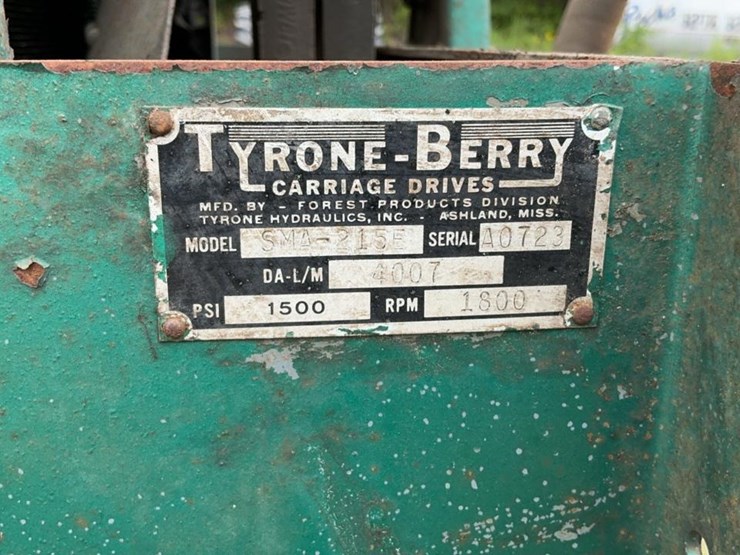 TYRONE-BERRY
CARRIAGE DRIVES
MFD. BY - FOREST PRODUCTS DIVISION
TYRONE HYDRAULICS, INC. - ASHLAND, MISS.
MODEL SMA-215E SERIAL A0723
DA-L/M 4007
PSI 1500 RPM 1800